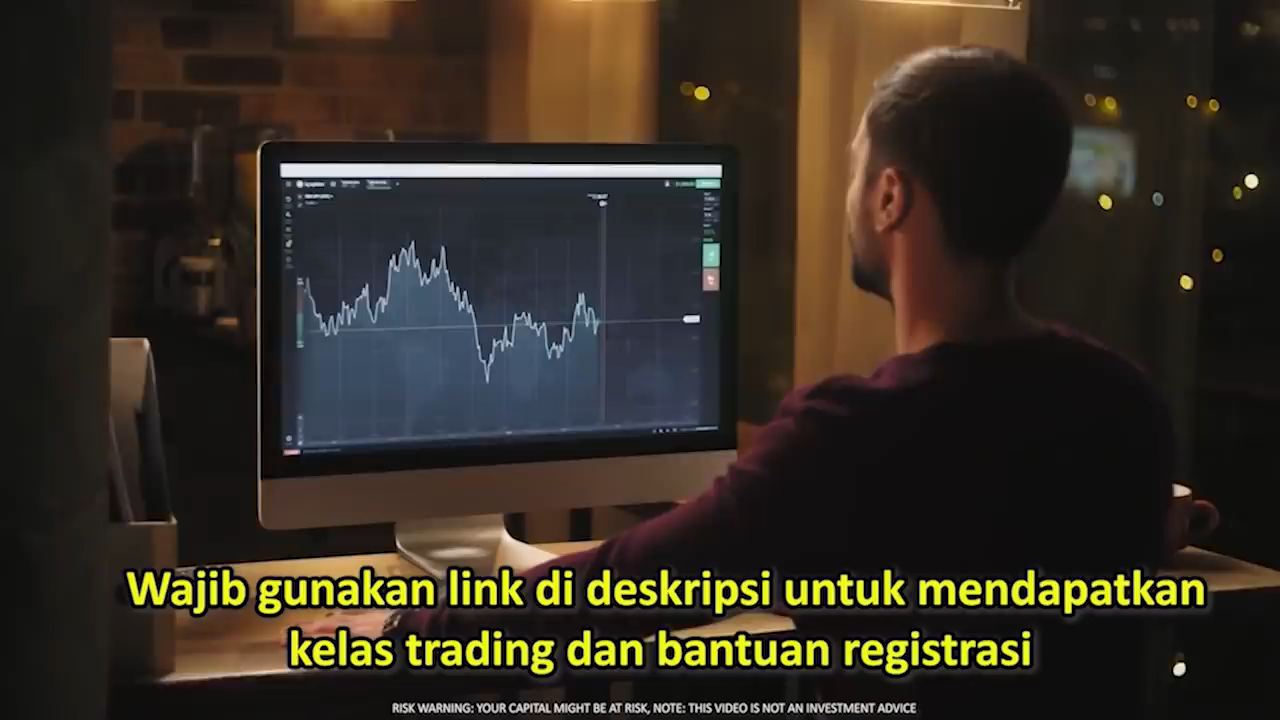 Wajib gunakan link di deskripsi untuk mendapatkan
kelas trading dan bantuan registrasi
RISK WARNING: YOUR CAPITAL MIGHT BE AT RISK, NOTE: THIS VIDEO IS NOT AN INVESTMENT ADVICE